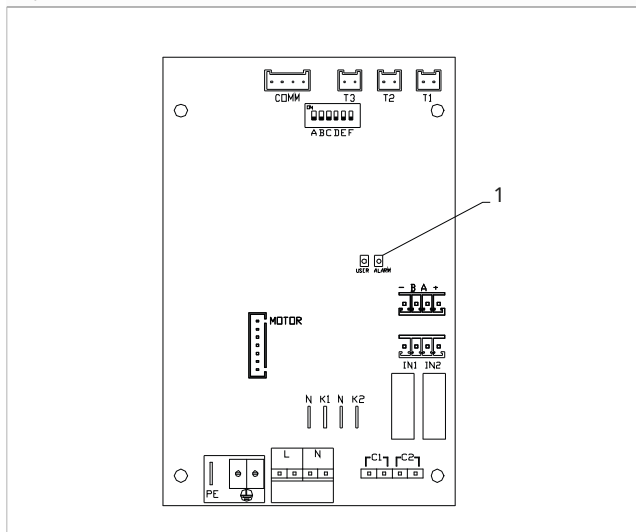 COMM T3 T2 T1
ON
ABCDEF
1
USER ALARM
- B A +
MOTOR
IN1 IN2
N K1 N K2
L N C1 C2
PE